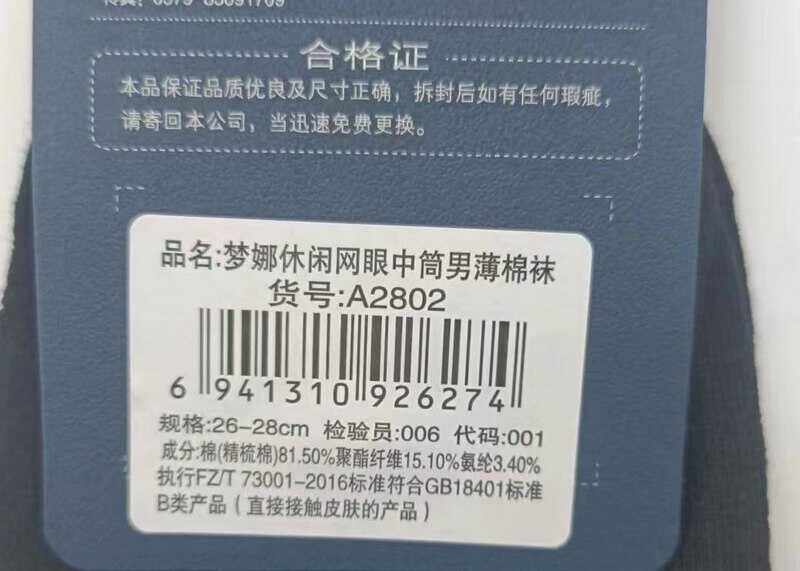 合格证
本品保证品质优良及尺寸正确，拆封后如有任何瑕疵，
请寄回本公司，当迅速免费更换。
品名:梦娜休闲网眼中筒男薄棉袜
货号:A2802
6 941310 926274
规格:26-28cm 检验员:006 代码:001
成分:棉(精梳棉)81.50%聚酯纤维15.10%氨纶3.40%
执行FZ/T 73001-2016标准符合GB18401标准
B类产品（直接接触皮肤的产品）